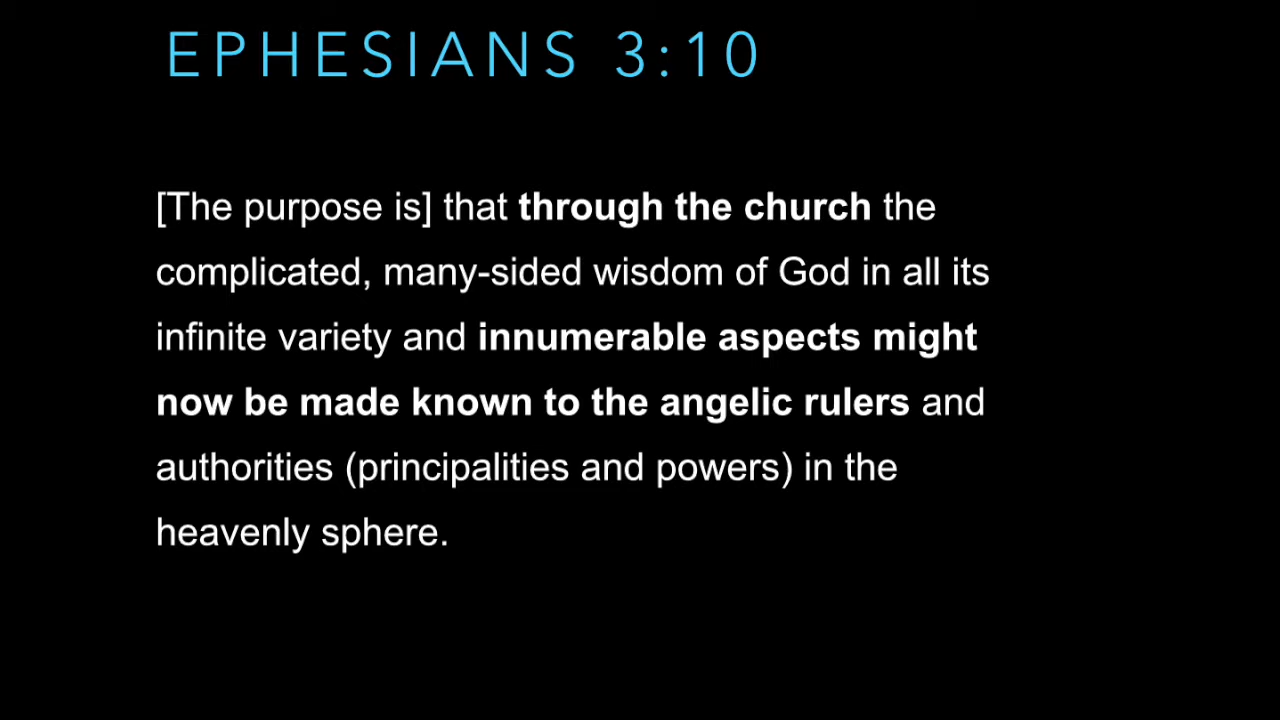 EPHESIANS 3:10
[The purpose is] that through the church the
complicated, many-sided wisdom of God in all its
infinite variety and innumerable aspects might
now be made known to the angelic rulers and
authorities (principalities and powers) in the
heavenly sphere.